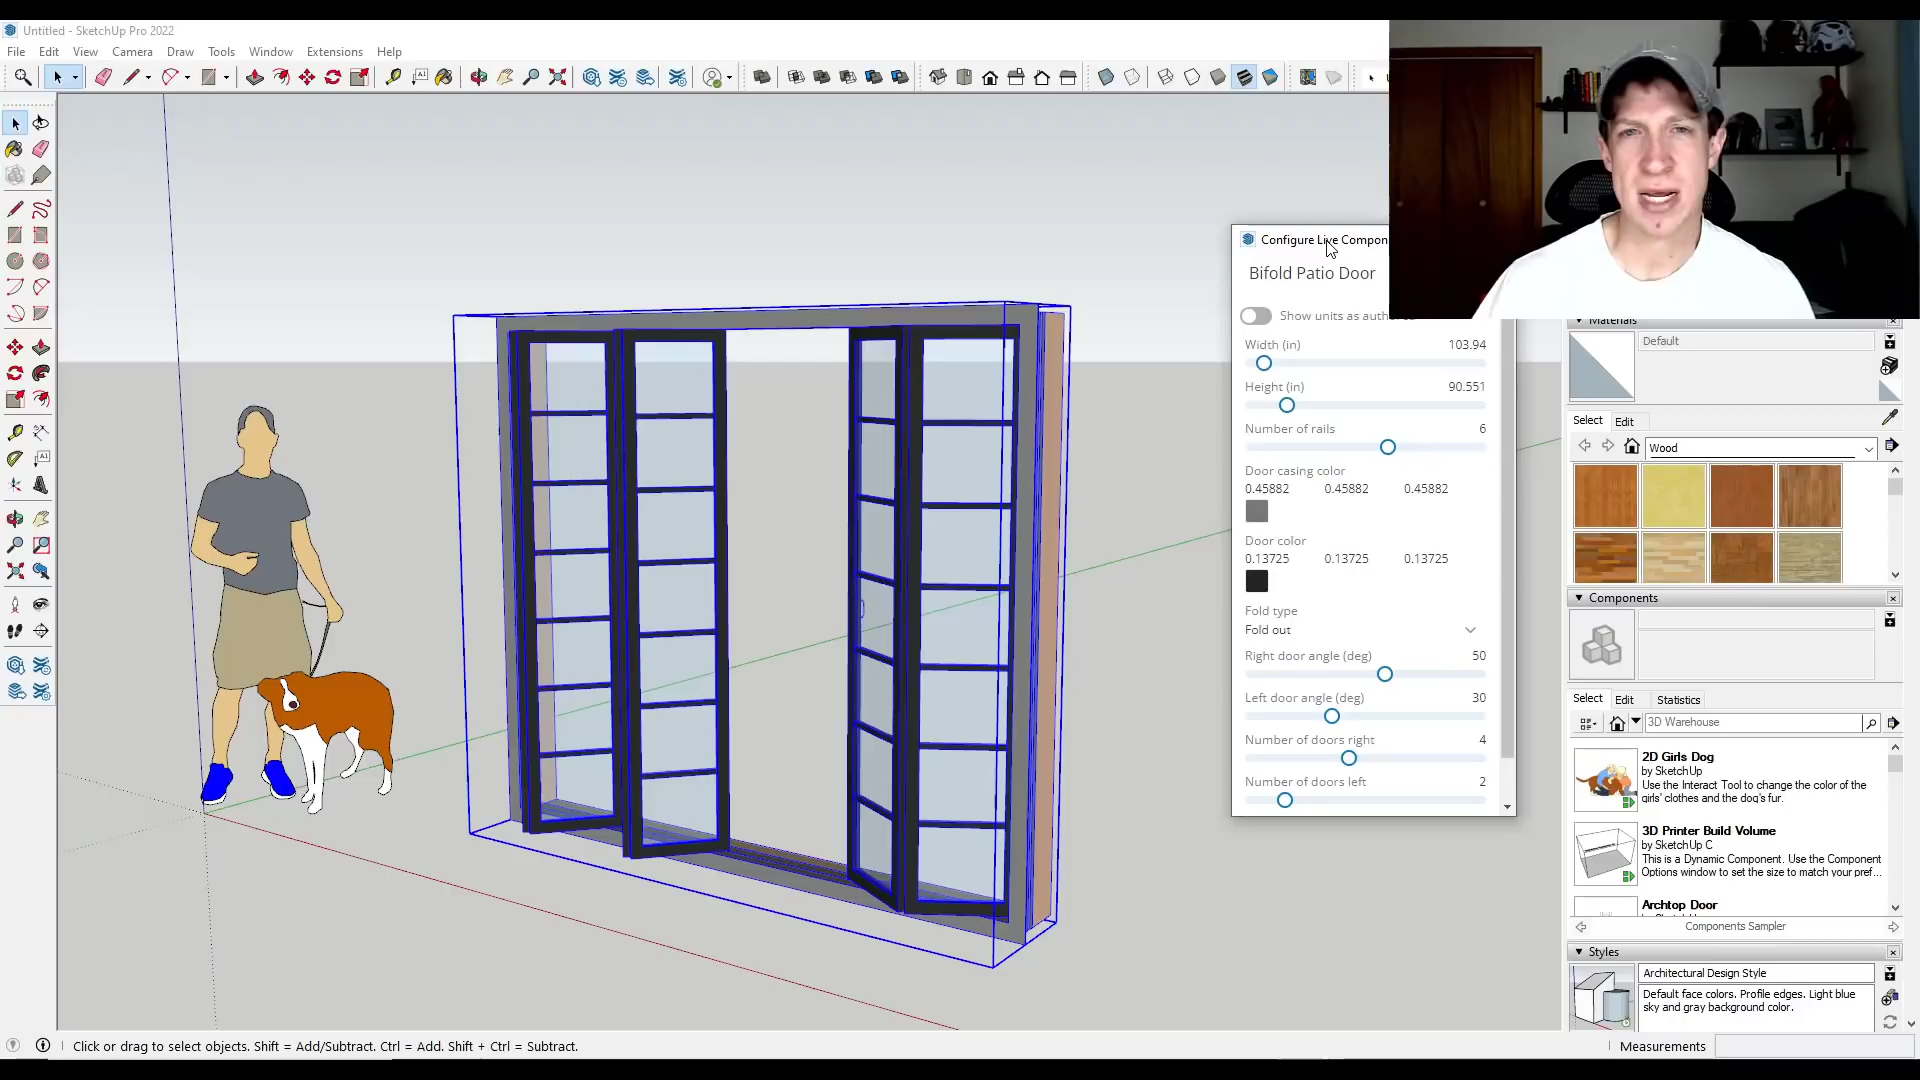 Untitled - SketchUp Pro 2022
File Edit View Camera Draw Tools Window Extensions Help
Configure Live Compon
Bifold Patio Door
Show units as auth
Width (in) 103.94
Height (in) 90.551
Number of rails 6
Door casing color
0.45882 0.45882 0.45882
Door color
0.13725 0.13725 0.13725
Fold type
Fold out
Right door angle (deg) 50
Left door angle (deg) 30
Number of doors right 4
Number of doors left 2
Materials
Default
Select Edit
Wood
Components
Select Edit Statistics
3D Warehouse
2D Girls Dog
by SketchUp
Use the Interact Tool to change the color of the
girls' clothes and the dog's fur.
3D Printer Build Volume
by SketchUp C
This is a Dynamic Component. Use the Component
Options window to set the size to match your pref...
Archtop Door
Components Sampler
Styles
Architectural Design Style
Default face colors. Profile edges. Light blue
sky and gray background color.
Click or drag to select objects. Shift = Add/Subtract. Ctrl = Add. Shift + Ctrl = Subtract.
Measurements